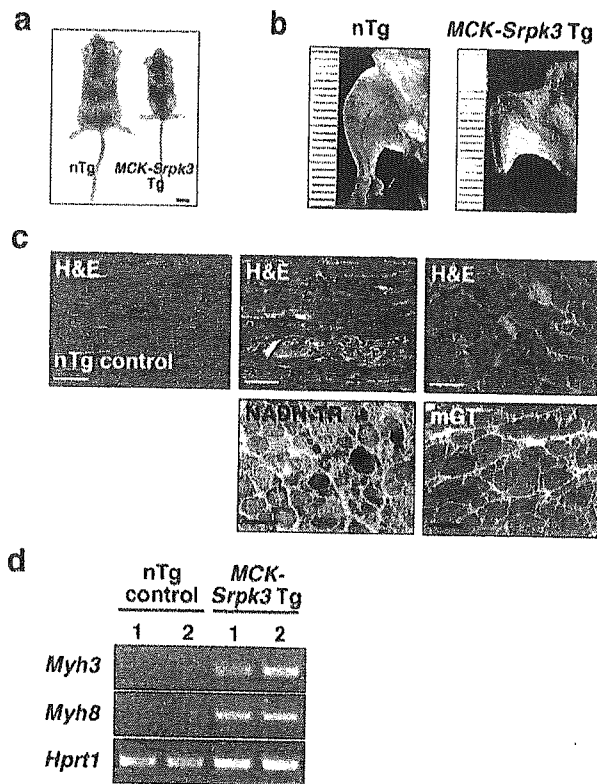 a
nTg
MCK-Srpk3
Tg
b
nTg
MCK-Srpk3 Tg
c
H&E
nTg control
H&E
H&E
NADH-TR
mGT
d
nTg
control
MCK-
Srpk3 Tg
1 2 1 2
Myh3
Myh8
Hprt1